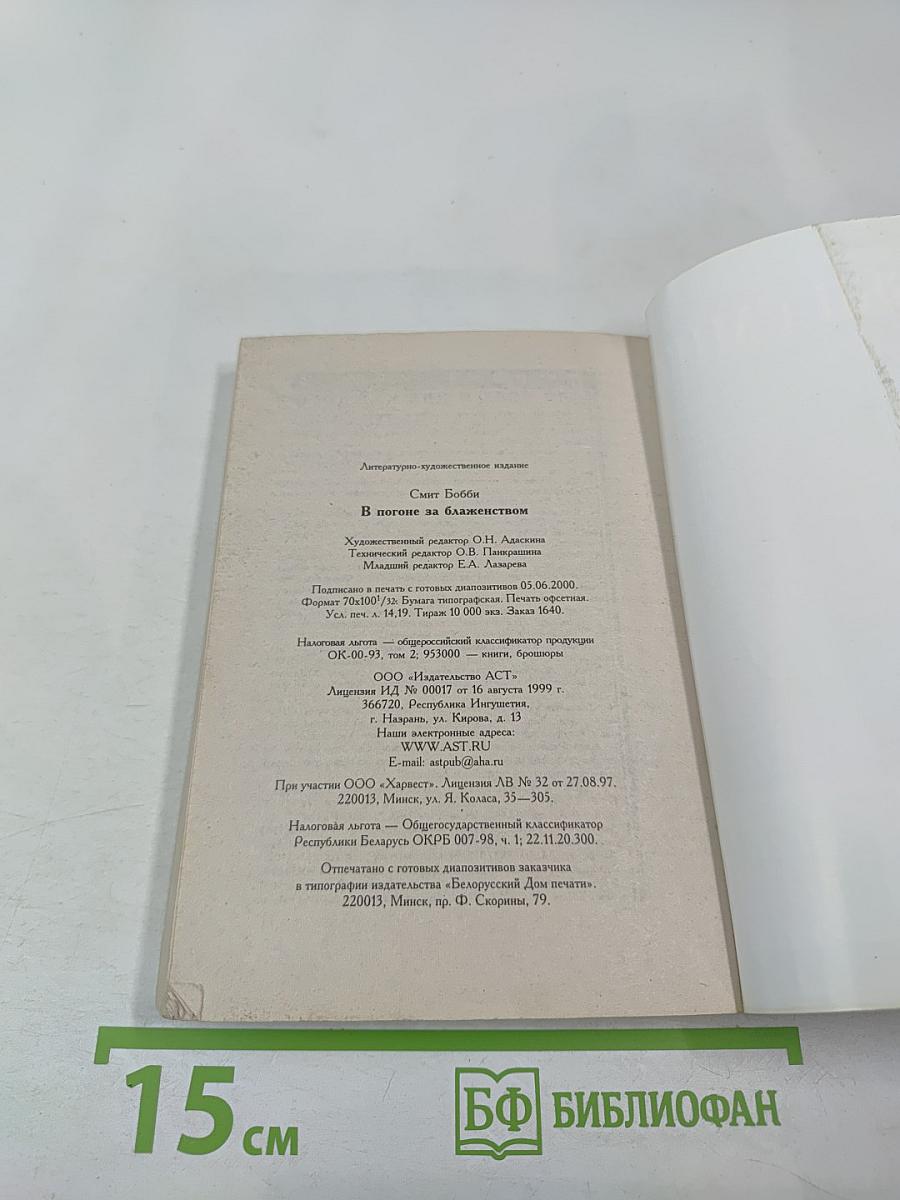 Литературно-художественное издание
Смит Бобби
В погоне за блаженством
Художественный редактор О.Н. Адаскина
Технический редактор О.В. Панкрашина
Младший редактор Е.А. Лазарева
Подписано в печать с готовых диапозитивов 05.06.2000.
Формат 70x100¹/32. Бумага типографская. Печать офсетная.
Усл. печ. л. 14,19. Тираж 10 000 экз. Заказ 1640.
Налоговая льгота — общероссийский классификатор продукции
ОК-00-93, том 2; 953000 — книги, брошюры
ООО «Издательство АСТ»
Лицензия ИД № 00017 от 16 августа 1999 г.
366720, Республика Ингушетия,
г. Назрань, ул. Кирова, д. 13
Наши электронные адреса:
WWW.AST.RU
E-mail: astpub@aha.ru
При участии ООО «Харвест». Лицензия ЛВ № 32 от 27.08.97.
220013, Минск, ул. Я. Коласа, 35—305.
Налоговая льгота — Общегосударственный классификатор
Республики Беларусь ОКРБ 007-98, ч. 1; 22.11.20.300.
Отпечатано с готовых диапозитивов заказчика
в типографии издательства «Белорусский Дом печати».
220013, Минск, пр. Ф. Скорины, 79.
15 см
БФ БИБЛИОФАН